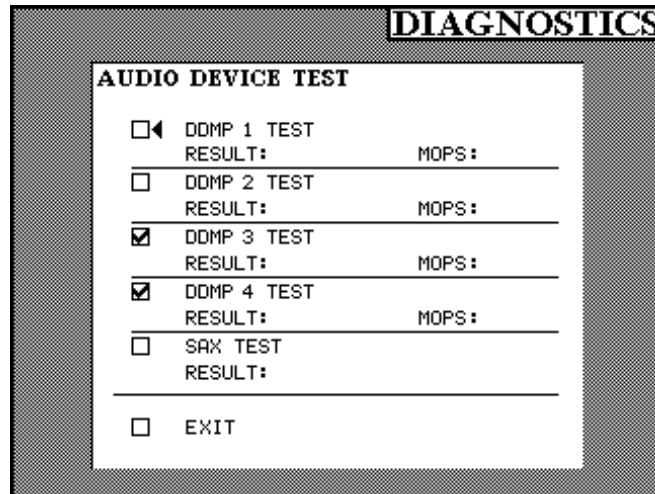 DIAGNOSTICS
AUDIO DEVICE TEST
DDMP 1 TEST
RESULT: MOPS:
DDMP 2 TEST
RESULT: MOPS:
DDMP 3 TEST
RESULT: MOPS:
DDMP 4 TEST
RESULT: MOPS:
SAX TEST
RESULT:
EXIT